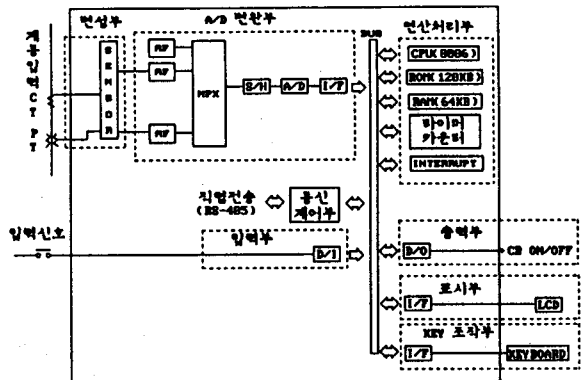 변성부
A/D 변환부
BUS
연산처리부
계통입력
CT
PT
SENSOR
AF
AF
AF
MPX
S/H
A/D
I/F
CPU(8086)
ROM(128KB)
RAM(64KB)
타이머
카운터
INTERRUPT
직렬전송
(RS-485)
통신
제어부
입력신호
입력부
D/I
출력부
D/O
CB ON/OFF
표시부
I/F
LCD
KEY 조작부
I/F
KEYBOARD